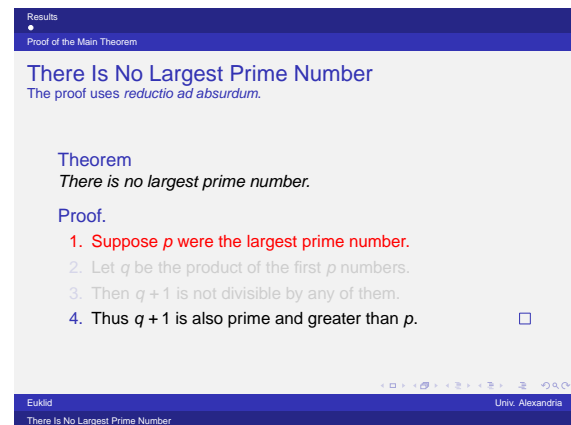 Results
Proof of the Main Theorem
There Is No Largest Prime Number
The proof uses reductio ad absurdum.
Theorem
There is no largest prime number.
Proof.
1. Suppose p were the largest prime number.
2. Let q be the product of the first p numbers.
3. Then q + 1 is not divisible by any of them.
4. Thus q + 1 is also prime and greater than p.
Euklid Univ. Alexandria
There Is No Largest Prime Number